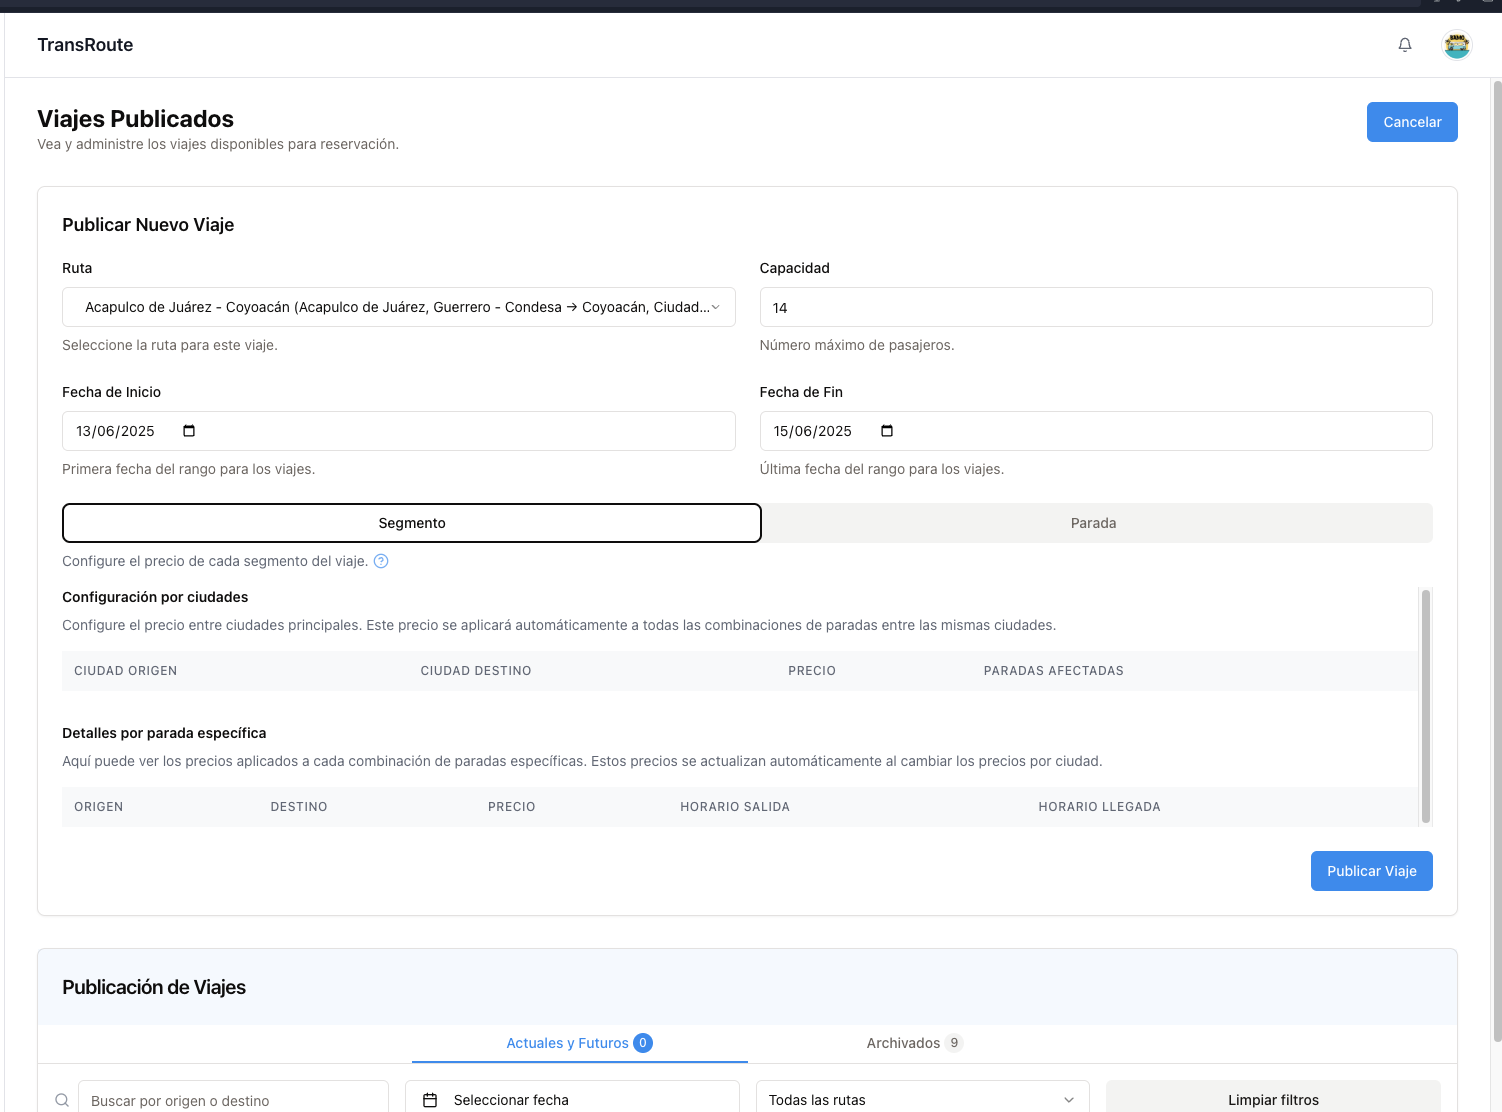 TransRoute
Viajes Publicados
Vea y administre los viajes disponibles para reservación.
Cancelar
Publicar Nuevo Viaje
Ruta
Acapulco de Juárez - Coyoacán (Acapulco de Juárez, Guerrero - Condesa → Coyoacán, Ciudad...
Seleccione la ruta para este viaje.
Capacidad
14
Número máximo de pasajeros.
Fecha de Inicio
13/06/2025
Primera fecha del rango para los viajes.
Fecha de Fin
15/06/2025
Última fecha del rango para los viajes.
Segmento
Parada
Configure el precio de cada segmento del viaje. ?
Configuración por ciudades
Configure el precio entre ciudades principales. Este precio se aplicará automáticamente a todas las combinaciones de paradas entre las mismas ciudades.
CIUDAD ORIGEN CIUDAD DESTINO PRECIO PARADAS AFECTADAS
Detalles por parada específica
Aquí puede ver los precios aplicados a cada combinación de paradas específicas. Estos precios se actualizan automáticamente al cambiar los precios por ciudad.
ORIGEN DESTINO PRECIO HORARIO SALIDA HORARIO LLEGADA
Publicar Viaje
Publicación de Viajes
Actuales y Futuros 0
Archivados 9
Buscar por origen o destino
Seleccionar fecha
Todas las rutas
Limpiar filtros